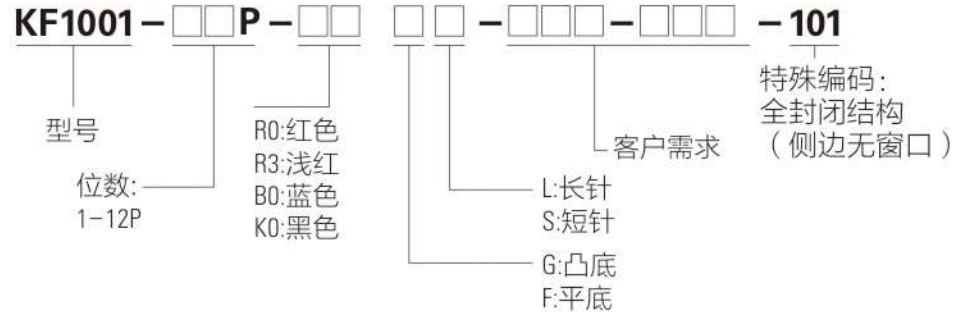 KF1001-□□P-□□ □□-□□□-□□□-101
型号
位数:
1-12P
R0:红色
R3:浅红
B0:蓝色
K0:黑色
G:凸底
F:平底
L:长针
S:短针
客户需求
特殊编码:
全封闭结构
(侧边无窗口)